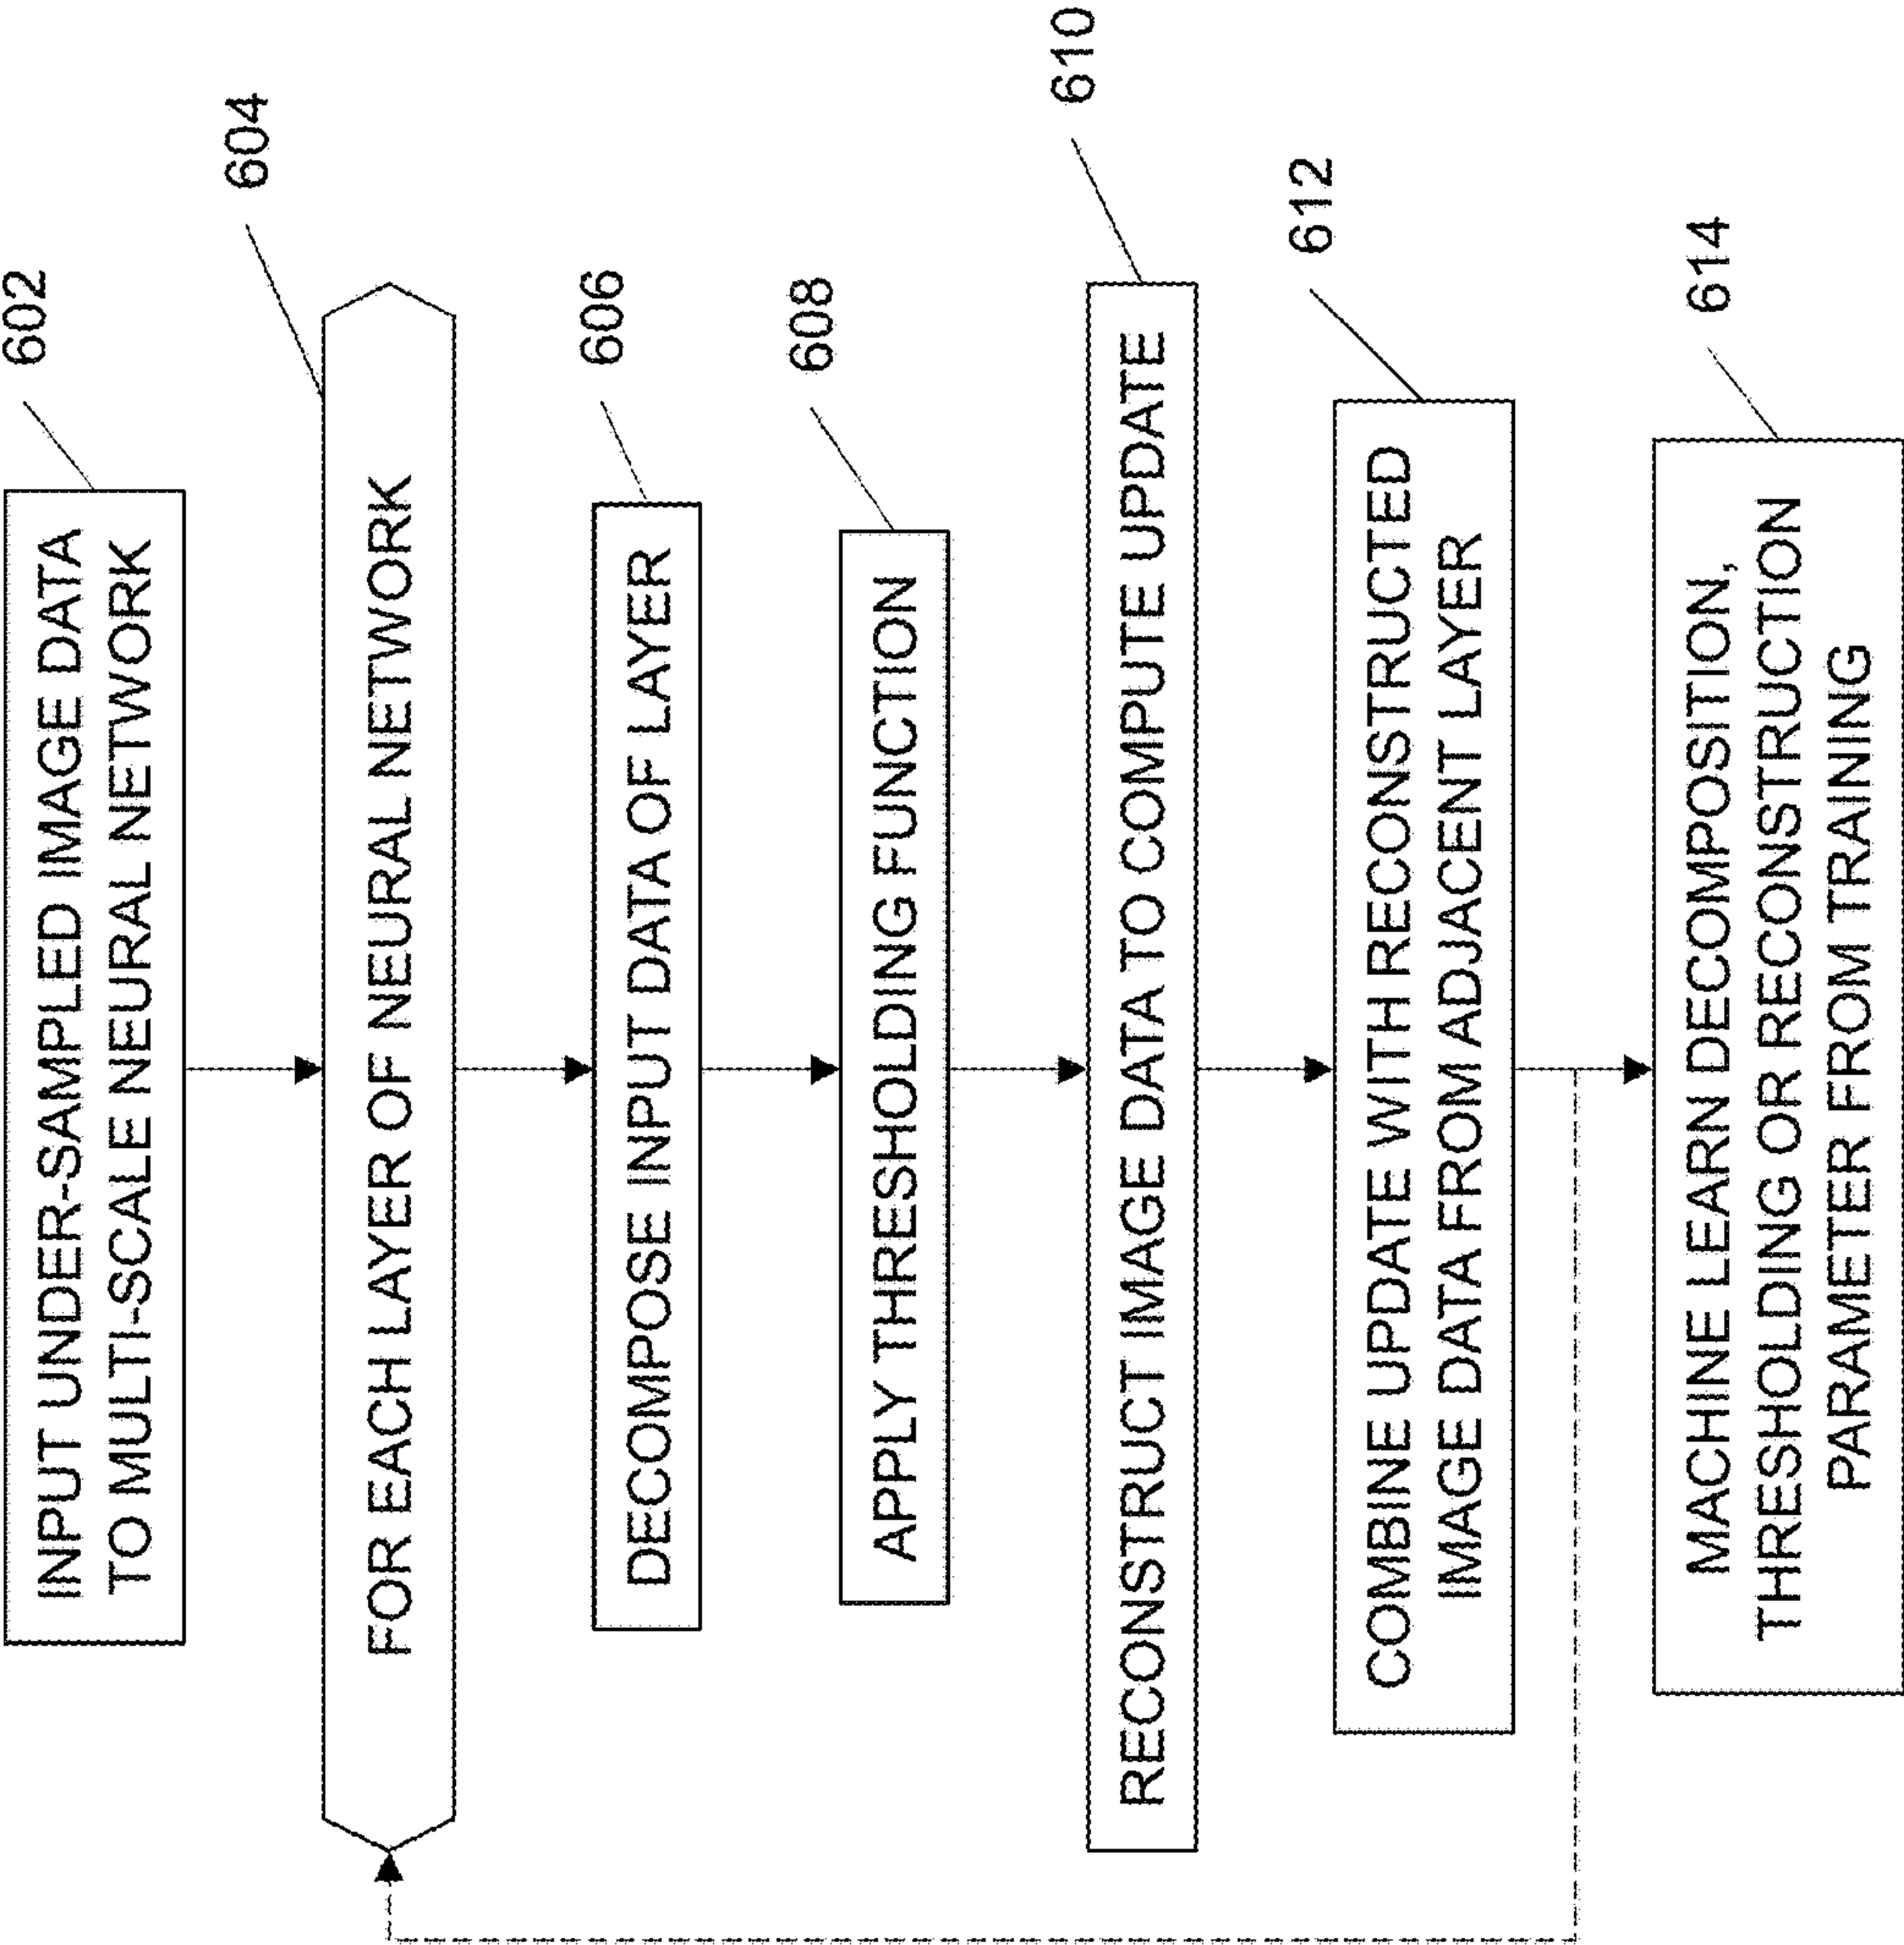 602
INPUT UNDER-SAMPLED IMAGE DATA
TO MULTI-SCALE NEURAL NETWORK
604
FOR EACH LAYER OF NEURAL NETWORK
606
DECOMPOSE INPUT DATA OF LAYER
608
APPLY THRESHOLDING FUNCTION
610
RECONSTRUCT IMAGE DATA TO COMPUTE UPDATE
612
COMBINE UPDATE WITH RECONSTRUCTED
IMAGE DATA FROM ADJACENT LAYER
614
MACHINE LEARN DECOMPOSITION,
THRESHOLDING OR RECONSTRUCTION
PARAMETER FROM TRAINING